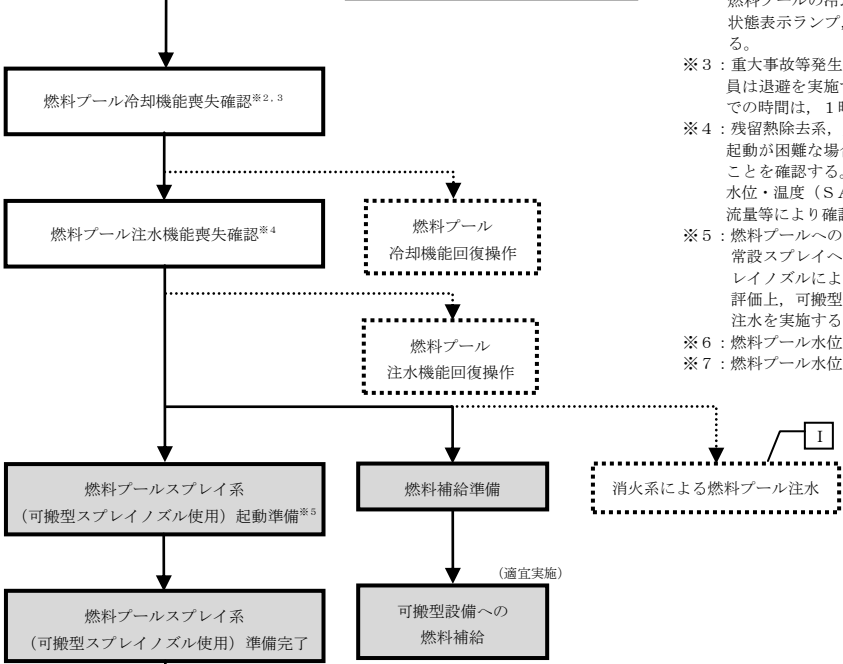 燃料プール冷却機能喪失確認※2,3
燃料プール注水機能喪失確認※4
燃料プール
冷却機能回復操作
燃料プール
注水機能回復操作
燃料プールスプレイ系
(可搬型スプレイノズル使用)起動準備※5
燃料補給準備
消火系による燃料プール注水
I
(適宜実施)
燃料プールスプレイ系
(可搬型スプレイノズル使用)準備完了
可搬型設備への
燃料補給
状態表示ランプ,
る。
※3:重大事故等発生
員は退避を実施
での時間は,1時
※4:残留熱除去系,
起動が困難な場合
ことを確認する。
水位・温度(SA
流量等により確認
※5:燃料プールへの
常設スプレイヘ
レイノズルによ
評価上,可搬型
注水を実施する
※6:燃料プール水位
※7:燃料プール水位